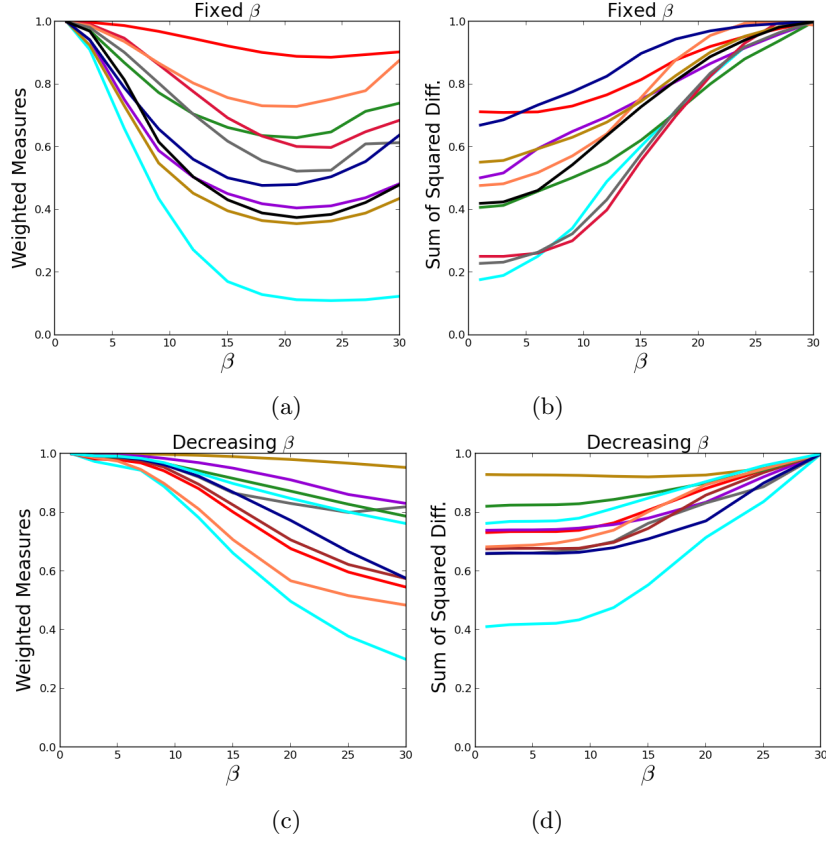 Fixed β
Weighted Measures
1.0
0.8
0.6
0.4
0.2
0.0
0 5 10 15 20 25 30
β
(a)
Fixed β
Sum of Squared Diff.
1.0
0.8
0.6
0.4
0.2
0.0
0 5 10 15 20 25 30
β
(b)
Decreasing β
Weighted Measures
1.0
0.8
0.6
0.4
0.2
0.0
0 5 10 15 20 25 30
β
(c)
Decreasing β
Sum of Squared Diff.
1.0
0.8
0.6
0.4
0.2
0.0
0 5 10 15 20 25 30
β
(d)